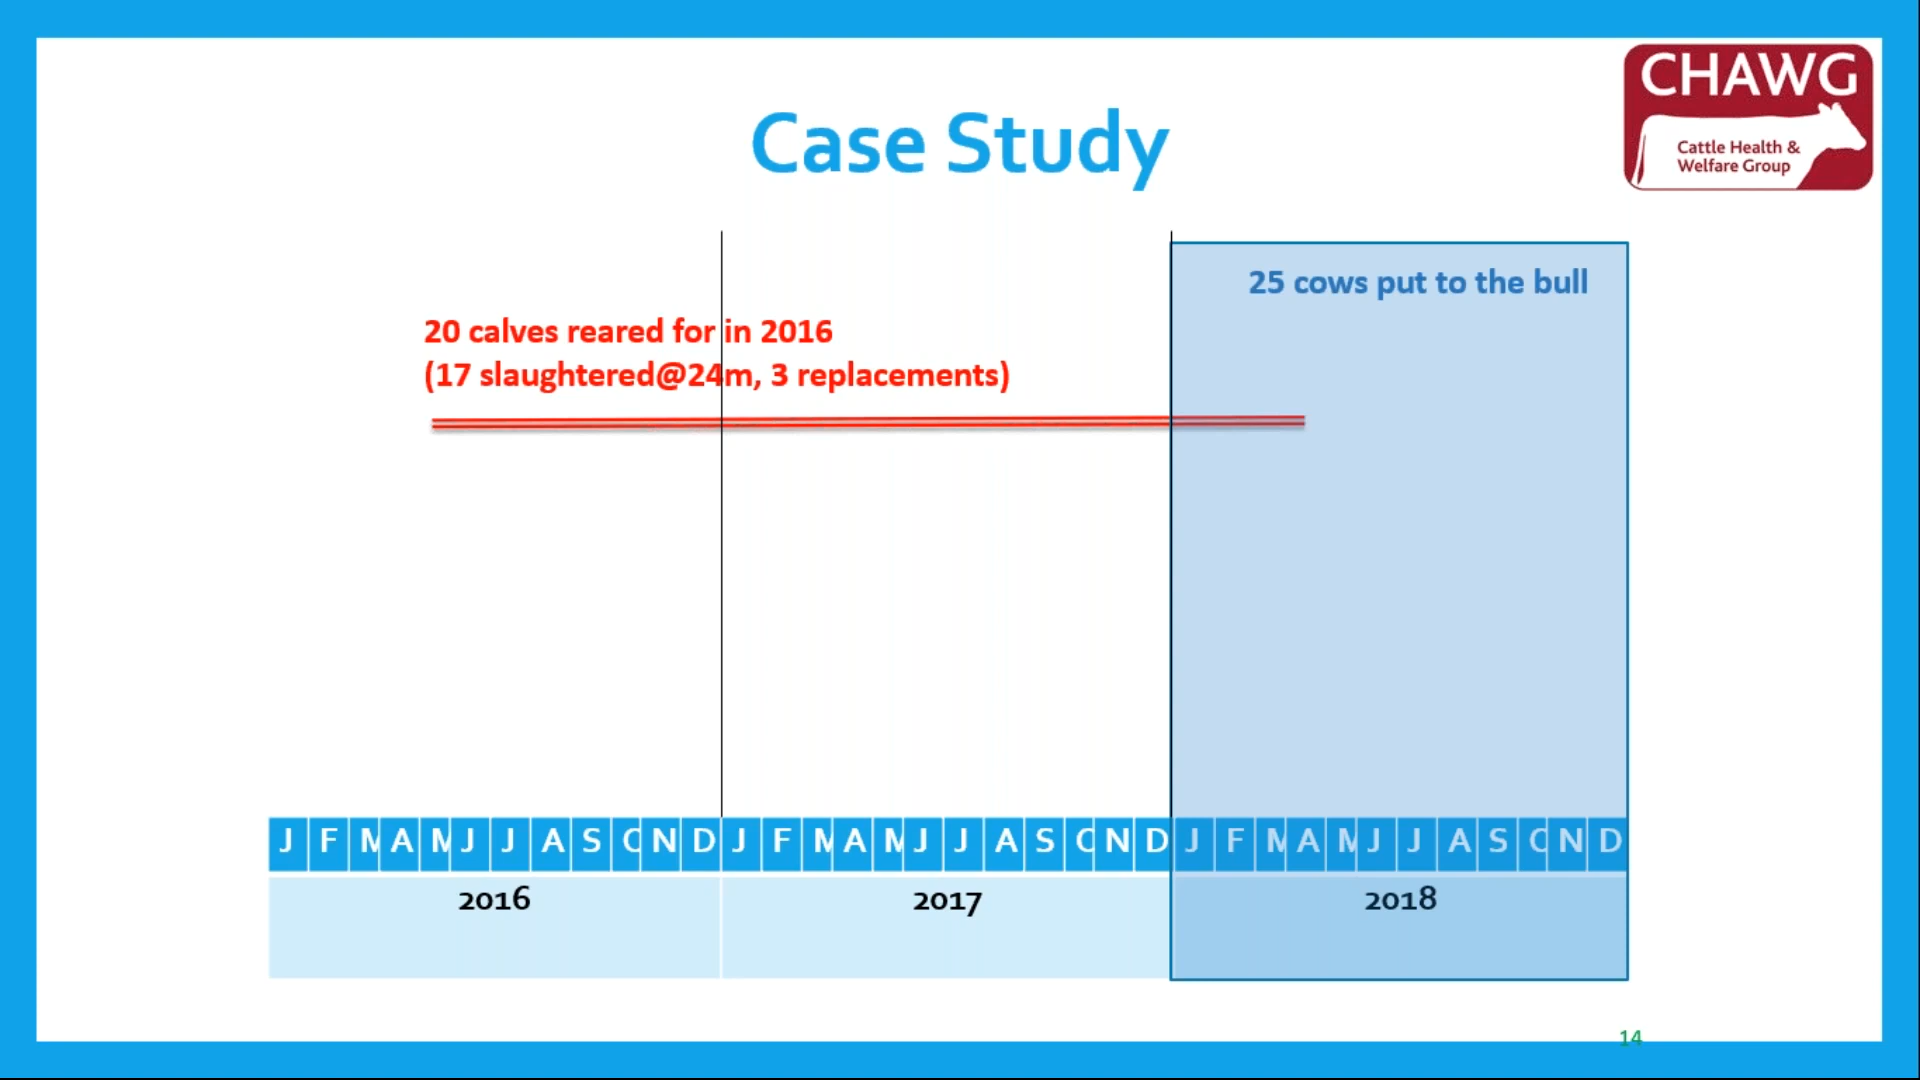 CHAWG
Cattle Health &
Welfare Group
Case Study
25 cows put to the bull
20 calves reared for in 2016
(17 slaughtered@24m, 3 replacements)
J F M A M J J A S O N D J F M A M J J A S O N D J F M A M J J A S O N D
2016 2017 2018
14